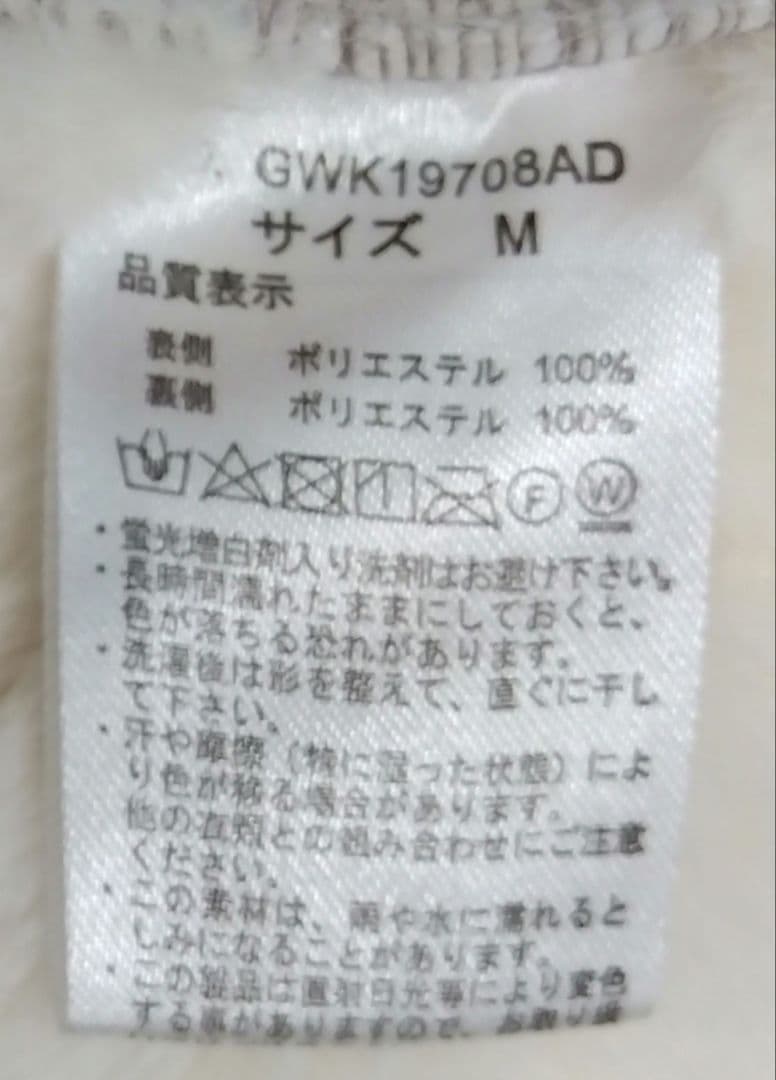 GWK19708AD
サイズ M
品質表示
表側 ポリエステル 100%
裏側 ポリエステル 100%
F W
・蛍光増白剤入り洗剤はお避け下さい。
・長時間濡れたままにしておくと、
色が落ちる恐れがあります。
・洗濯後は形を整えて、直ぐに干し
て下さい。
・汗や摩擦（特に湿った状態）によ
り色が移る場合があります。
他の衣類との組み合わせにご注意
ください。
・この素材は、雨や水に濡れると
しみになることがあります。
・この製品は直射日光等により変色
する事がありますので、お取り扱